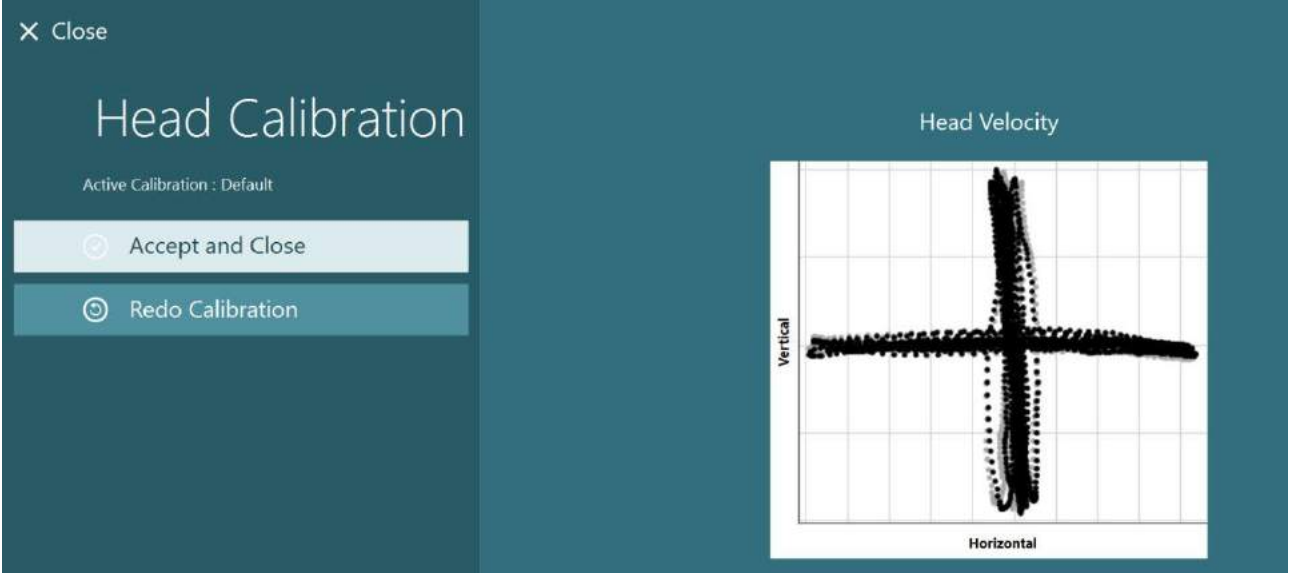 Close
Head Calibration
Active Calibration : Default
Accept and Close
Redo Calibration
Head Velocity
Vertical
Horizontal